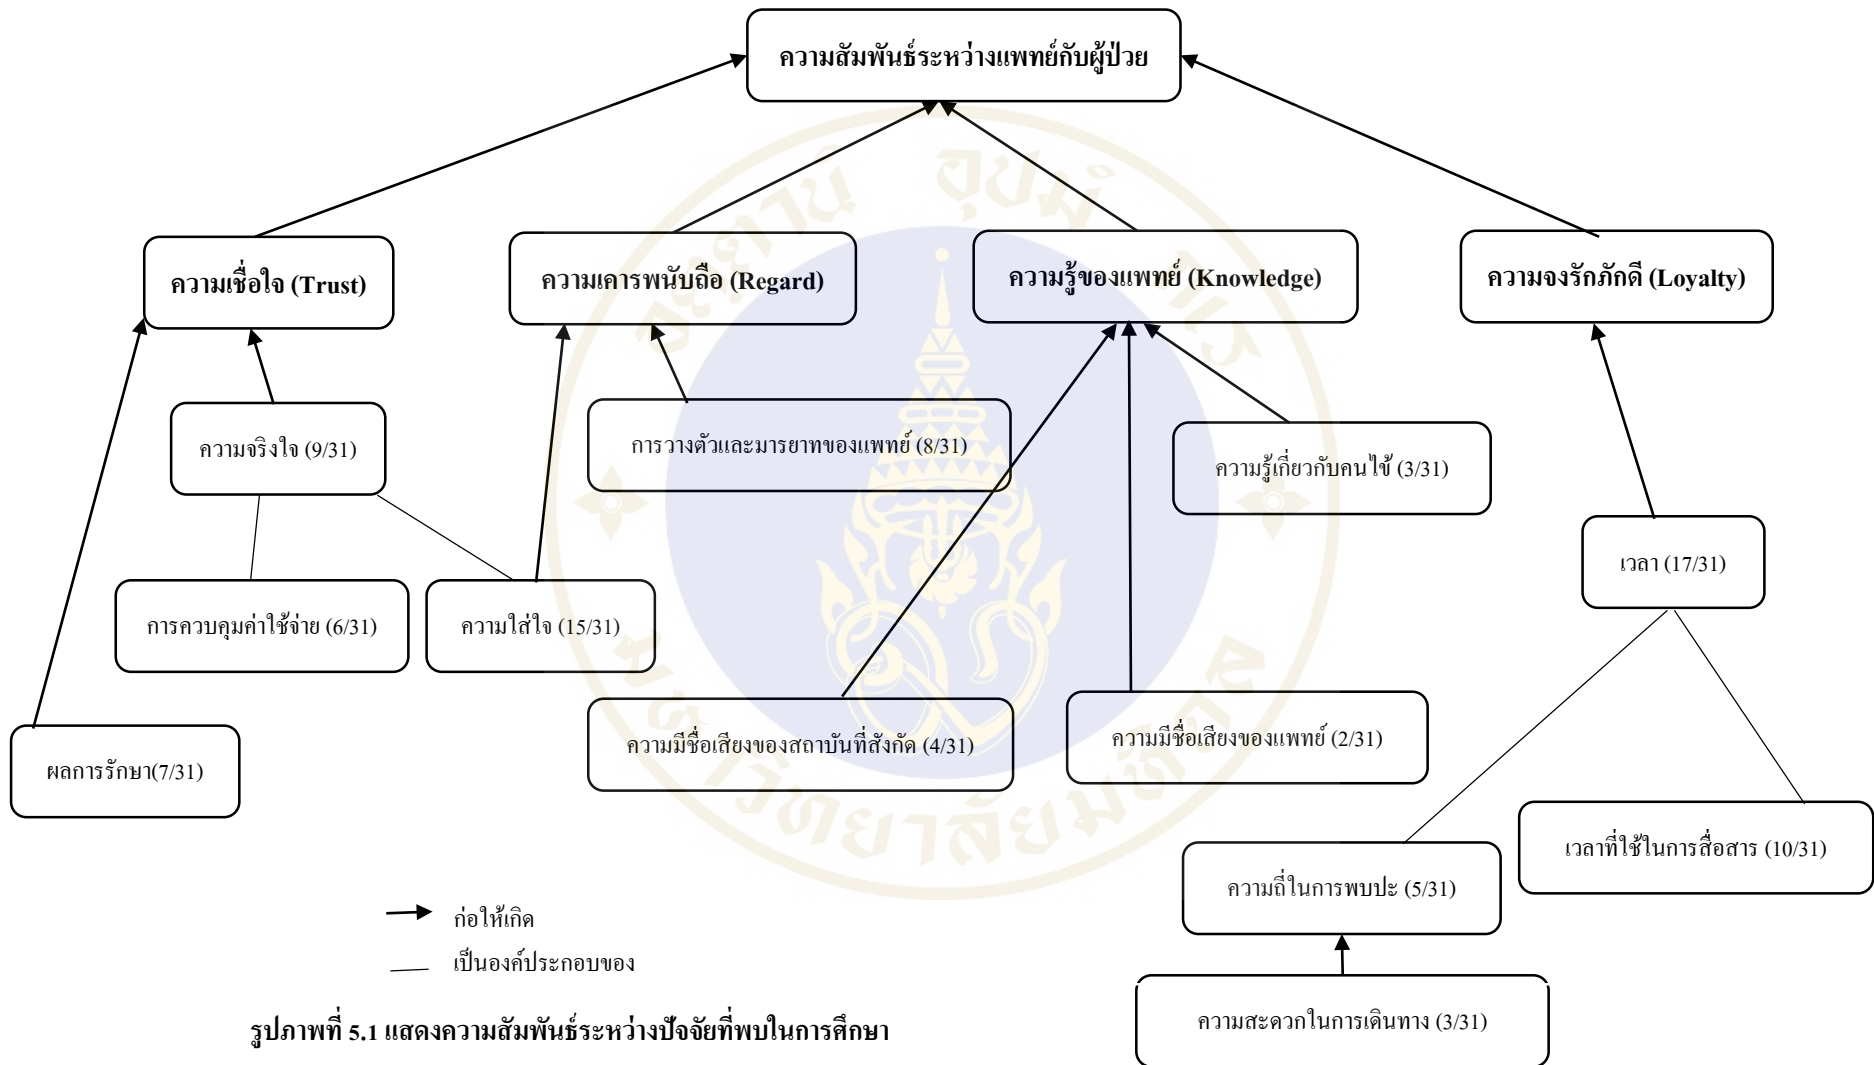 ความสัมพันธ์ระหว่างแพทย์กับผู้ป่วย
ความเชื่อใจ (Trust)
ความเคารพนับถือ (Regard)
ความรู้ของแพทย์ (Knowledge)
ความจงรักภักดี (Loyalty)
ความจริงใจ (9/31)
การวางตัวและมารยาทของแพทย์ (8/31)
ความรู้เกี่ยวกับคนไข้ (3/31)
เวลา (17/31)
การควบคุมค่าใช้จ่าย (6/31)
ความใส่ใจ (15/31)
ผลการรักษา(7/31)
ความมีชื่อเสียงของสถาบันที่สังกัด (4/31)
ความมีชื่อเสียงของแพทย์ (2/31)
ความถี่ในการพบปะ (5/31)
เวลาที่ใช้ในการสื่อสาร (10/31)
ความสะดวกในการเดินทาง (3/31)
ก่อให้เกิด
เป็นองค์ประกอบของ
รูปภาพที่ 5.1 แสดงความสัมพันธ์ระหว่างปัจจัยที่พบในการศึกษา
มหาวิทยาลัยมหิดล